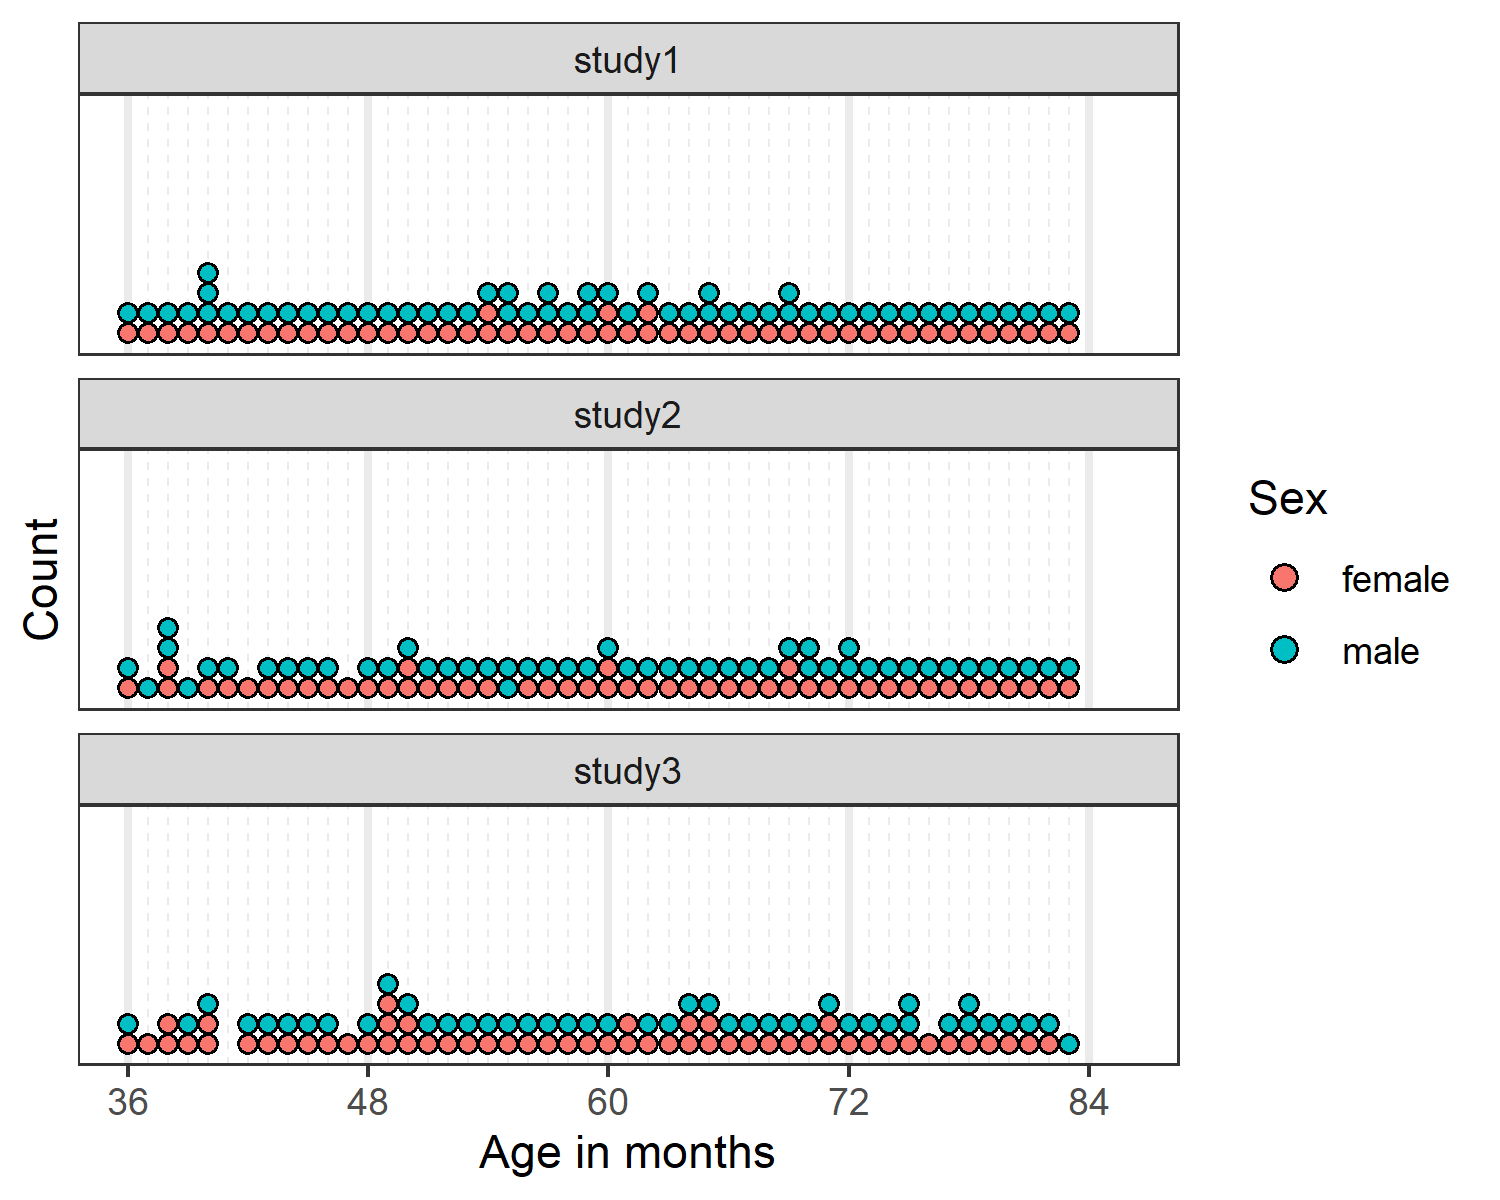 study1
study2
study3
Count
36 48 60 72 84
Age in months
Sex
female
male